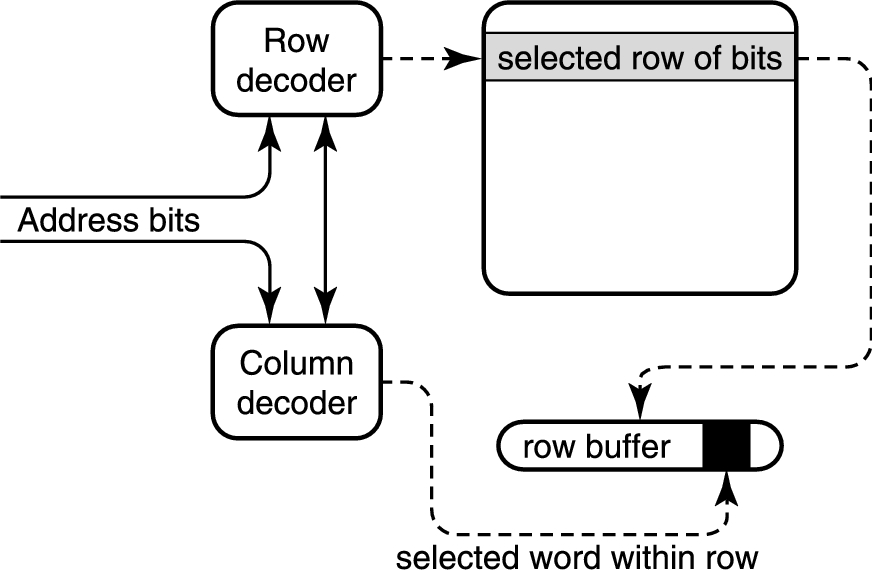 Row
decoder
selected row of bits
Address bits
Column
decoder
row buffer
selected word within row